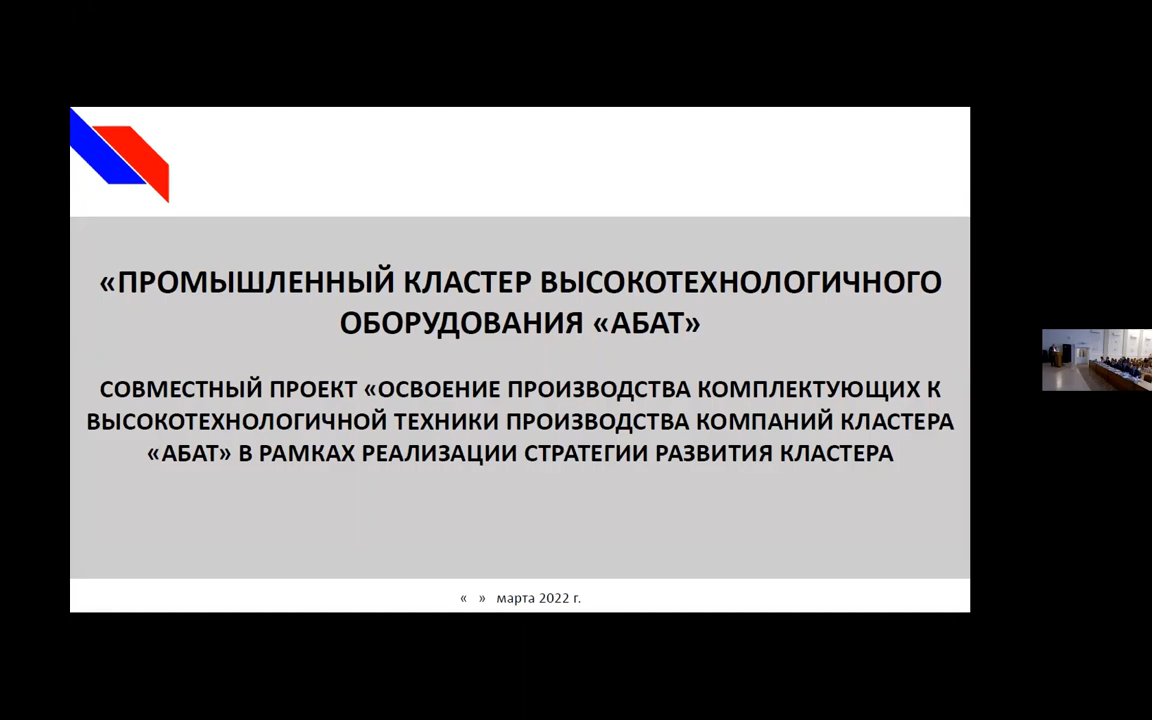 «ПРОМЫШЛЕННЫЙ КЛАСТЕР ВЫСОКОТЕХНОЛОГИЧНОГО
ОБОРУДОВАНИЯ «АБАТ»
СОВМЕСТНЫЙ ПРОЕКТ «ОСВОЕНИЕ ПРОИЗВОДСТВА КОМПЛЕКТУЮЩИХ К
ВЫСОКОТЕХНОЛОГИЧНОЙ ТЕХНИКИ ПРОИЗВОДСТВА КОМПАНИЙ КЛАСТЕРА
«АБАТ» В РАМКАХ РЕАЛИЗАЦИИ СТРАТЕГИИ РАЗВИТИЯ КЛАСТЕРА
«   »   марта 2022 г.